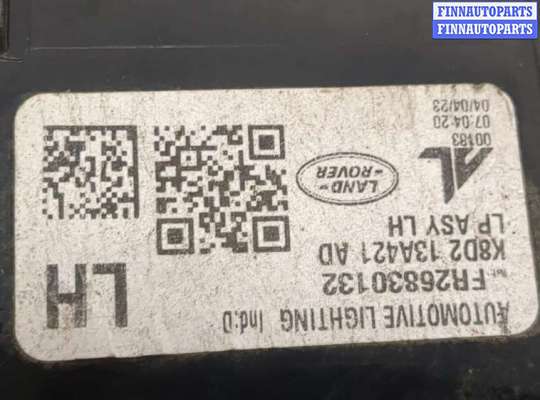 FINNAUTOPARTS
FINNAUTOPARTS
AUTOMOTIVE LIGHTING Ind:D
FR26830132
K8D2 13A421 AD
LP ASY LH
LAND-
-ROVER
AL
00183
07:04:20
04/04/23
LH